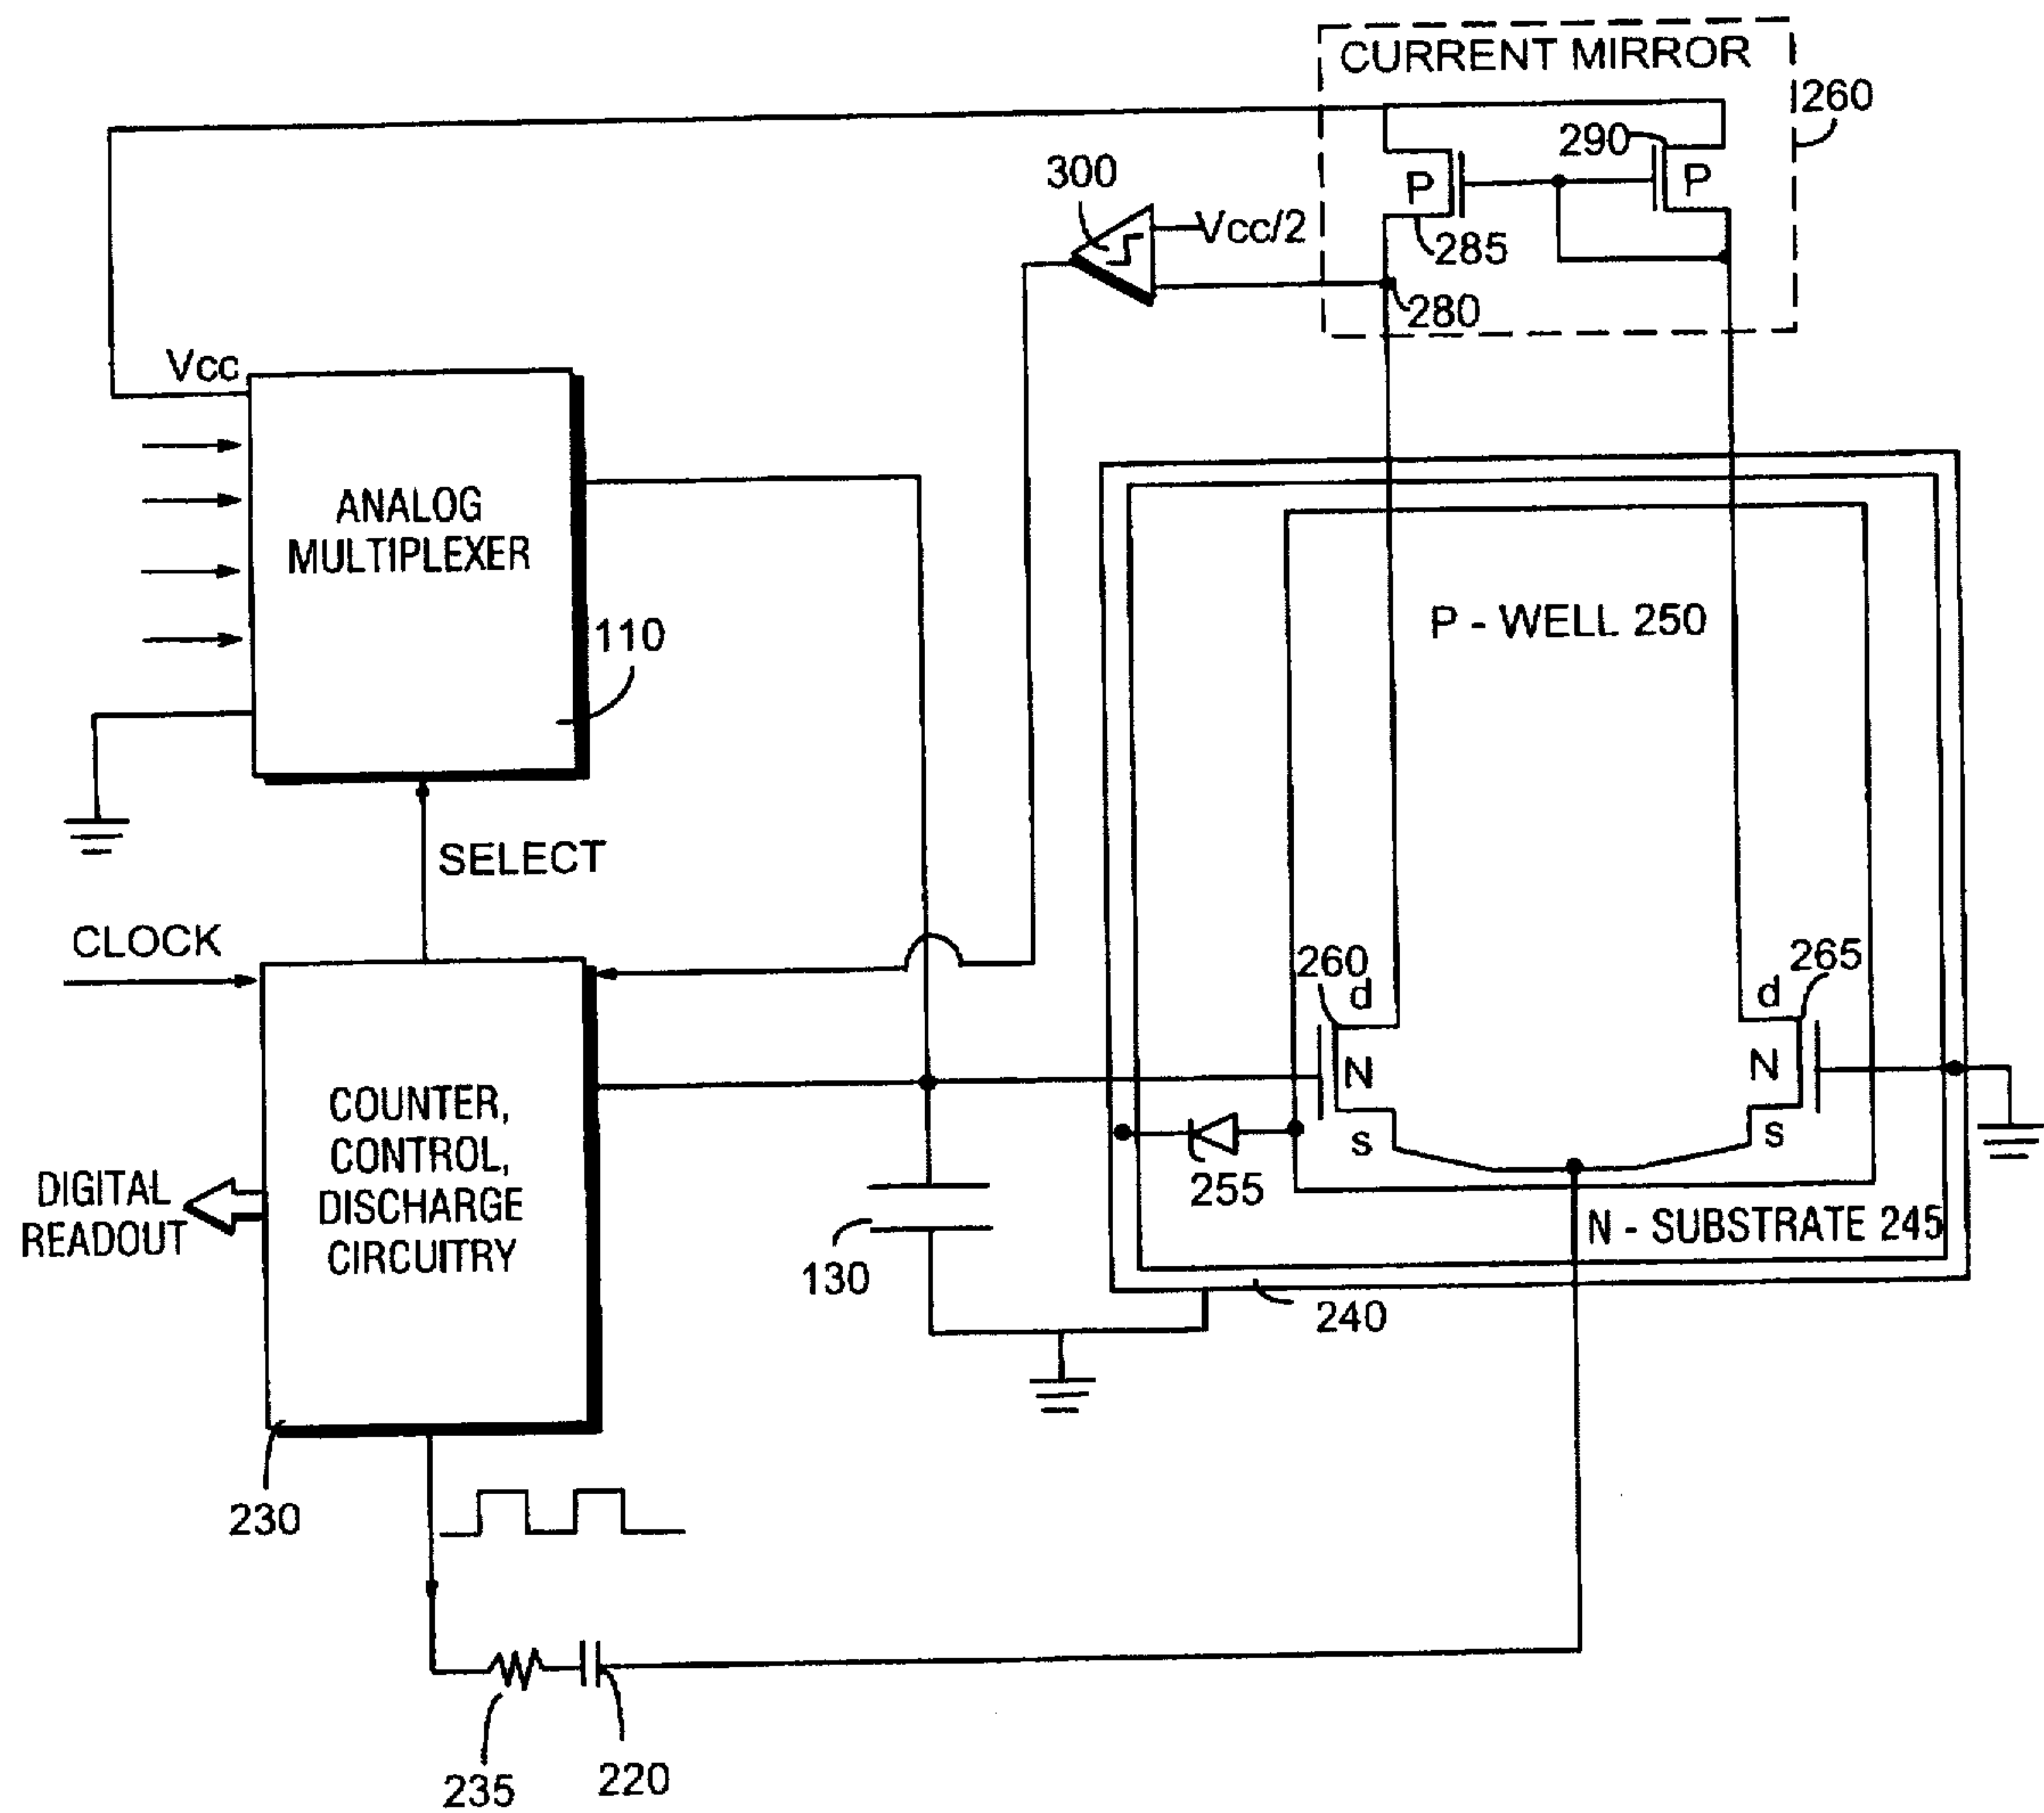 CURRENT MIRROR
260
290
300
P
P
Vcc/2
285
280
Vcc
ANALOG
MULTIPLEXER
110
P - WELL 250
SELECT
CLOCK
260
265
d
d
N
N
COUNTER,
CONTROL,
DISCHARGE
CIRCUITRY
s
s
255
DIGITAL
READOUT
N - SUBSTRATE 245
130
240
230
235
220